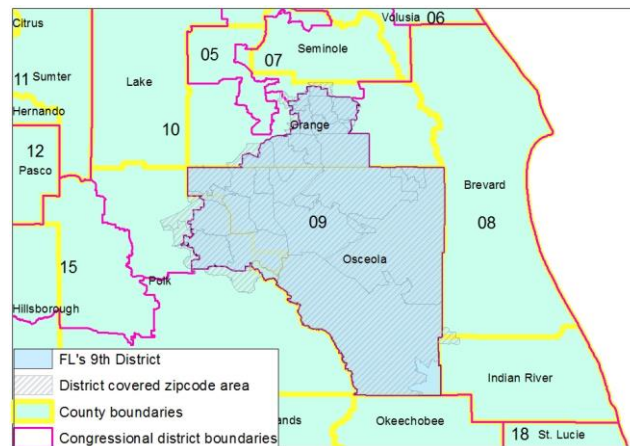 Citrus
Volusia
06
05
07
Seminole
11
Sumter
Lake
Hernando
Orange
10
12
Pasco
Brevard
09
08
15
Osceola
Polk
Hillsborough
FL's 9th District
District covered zipcode area
Indian River
County boundaries
ands
Okeechobee
Congressional district boundaries
18
St. Lucie